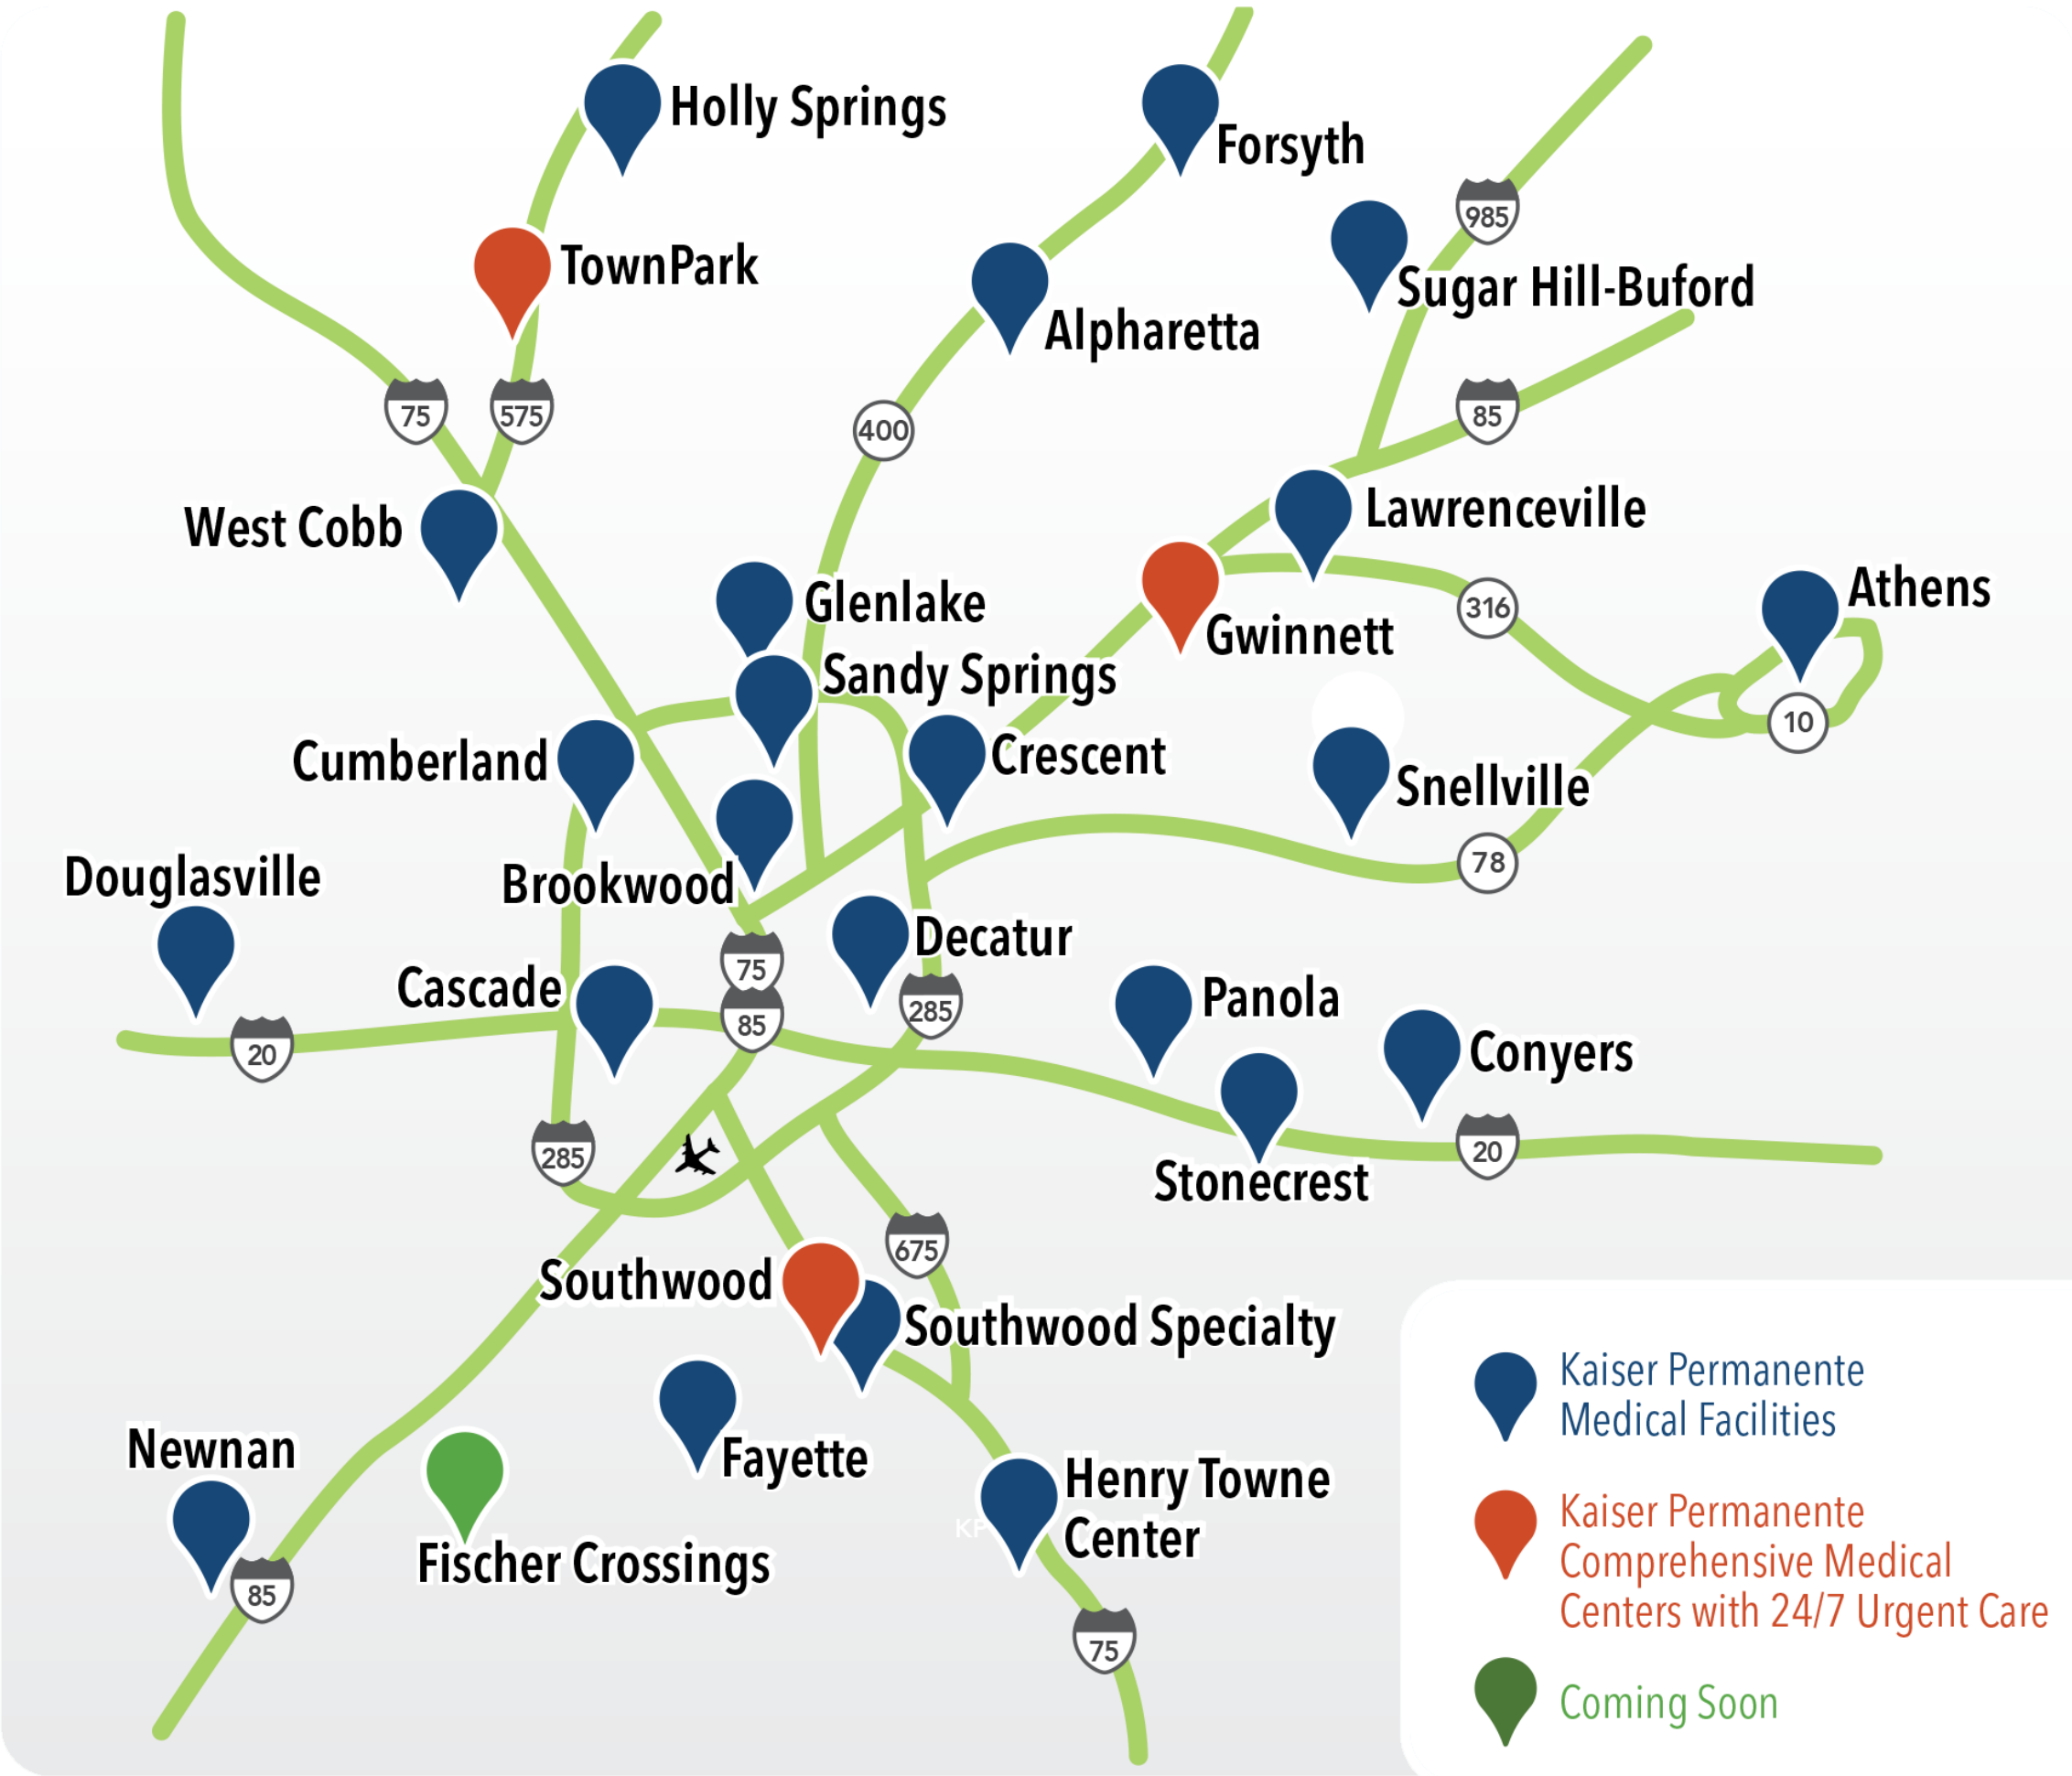 Holly Springs
Forsyth
985
TownPark
Sugar Hill-Buford
Alpharetta
75
575
400
85
West Cobb
Lawrenceville
Glenlake
Gwinnett
316
Athens
Sandy Springs
10
Cumberland
Crescent
Snellville
78
Douglasville
Brookwood
Decatur
75
Cascade
285
Panola
85
20
Conyers
285
20
Stonecrest
675
Southwood
Southwood Specialty
Newnan
Fayette
Henry Towne
Center
KP
Fischer Crossings
85
75
Kaiser Permanente
Medical Facilities
Kaiser Permanente
Comprehensive Medical
Centers with 24/7 Urgent Care
Coming Soon